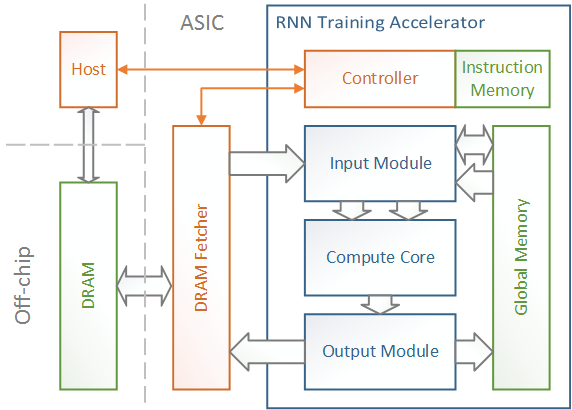 ASIC
RNN Training Accelerator
Host
Controller
Instruction
Memory
Input Module
Compute Core
Output Module
Global Memory
DRAM Fetcher
DRAM
Off-chip